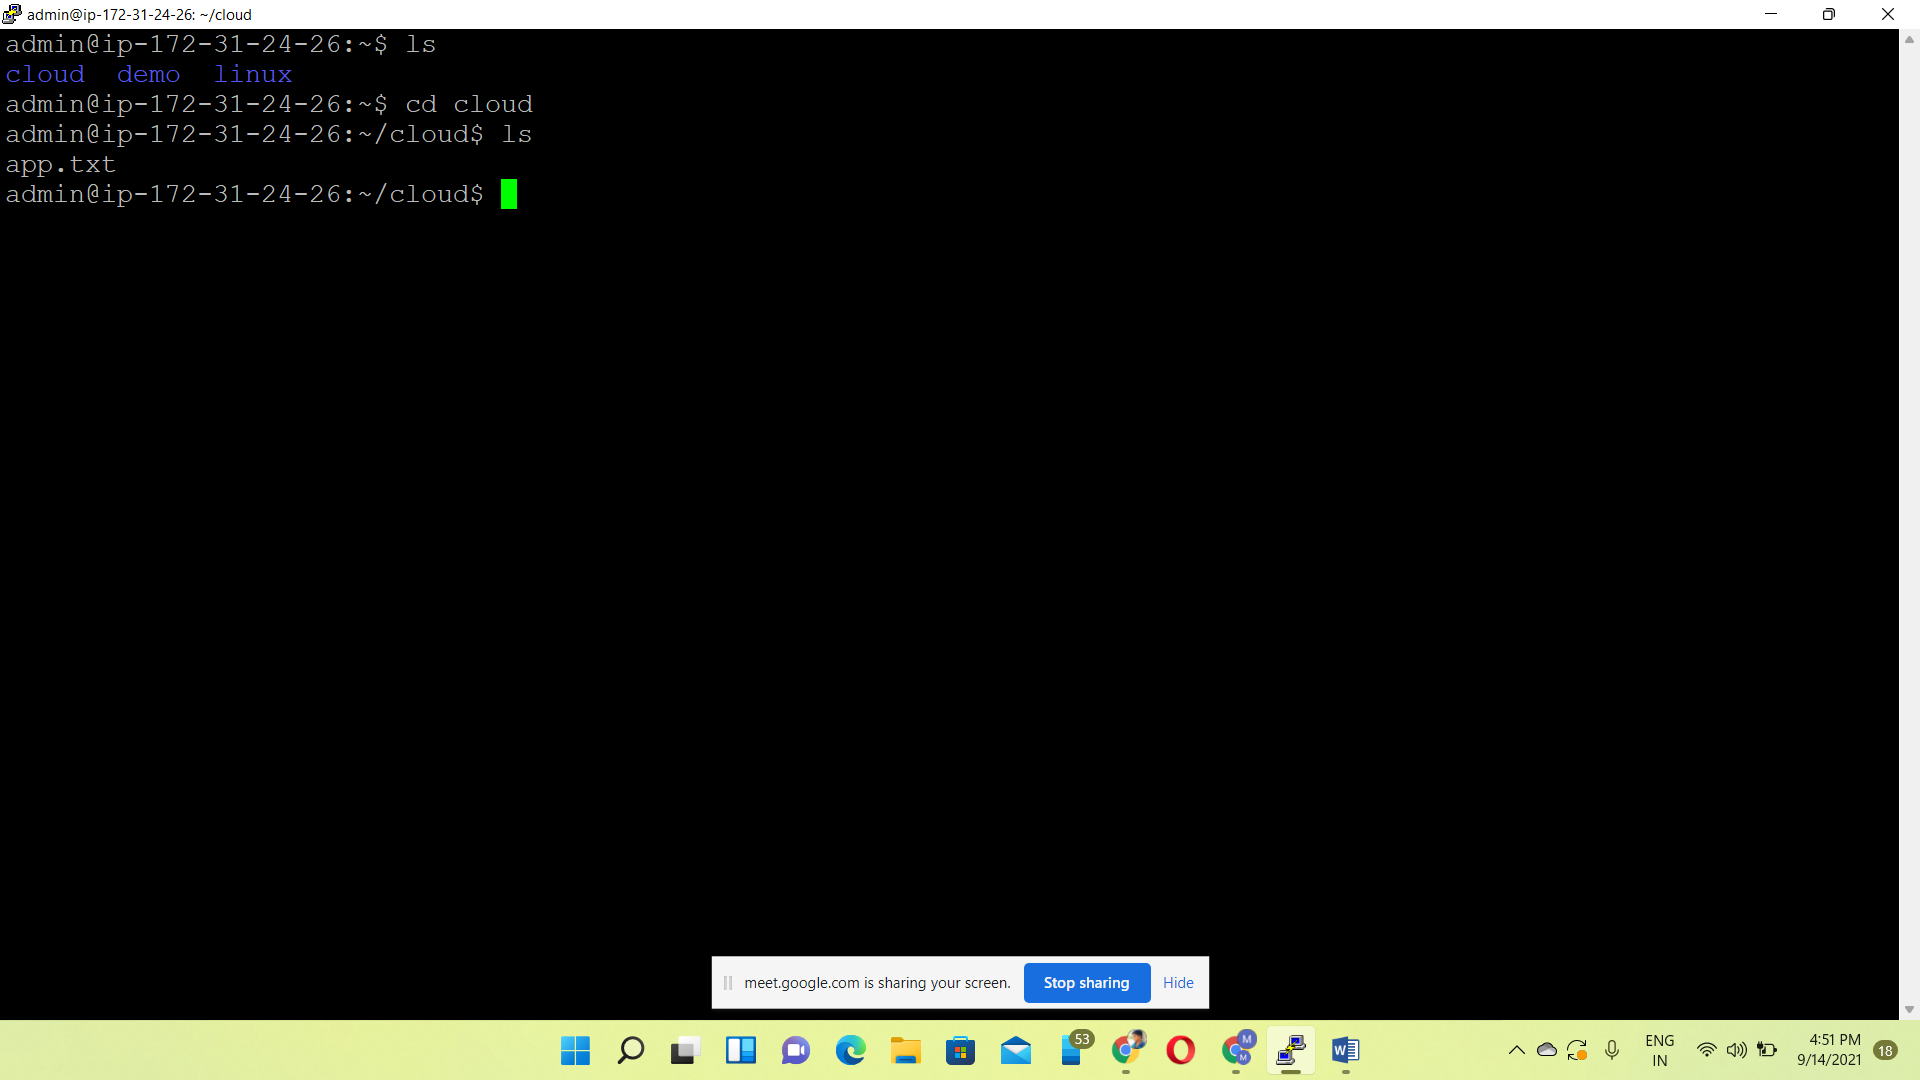 admin@ip-172-31-24-26: ~/cloud
admin@ip-172-31-24-26:~$ ls
cloud  demo  linux
admin@ip-172-31-24-26:~$ cd cloud
admin@ip-172-31-24-26:~/cloud$ ls
app.txt
admin@ip-172-31-24-26:~/cloud$
meet.google.com is sharing your screen. Stop sharing Hide
53
M
M
ENG
IN
4:51 PM
9/14/2021
18